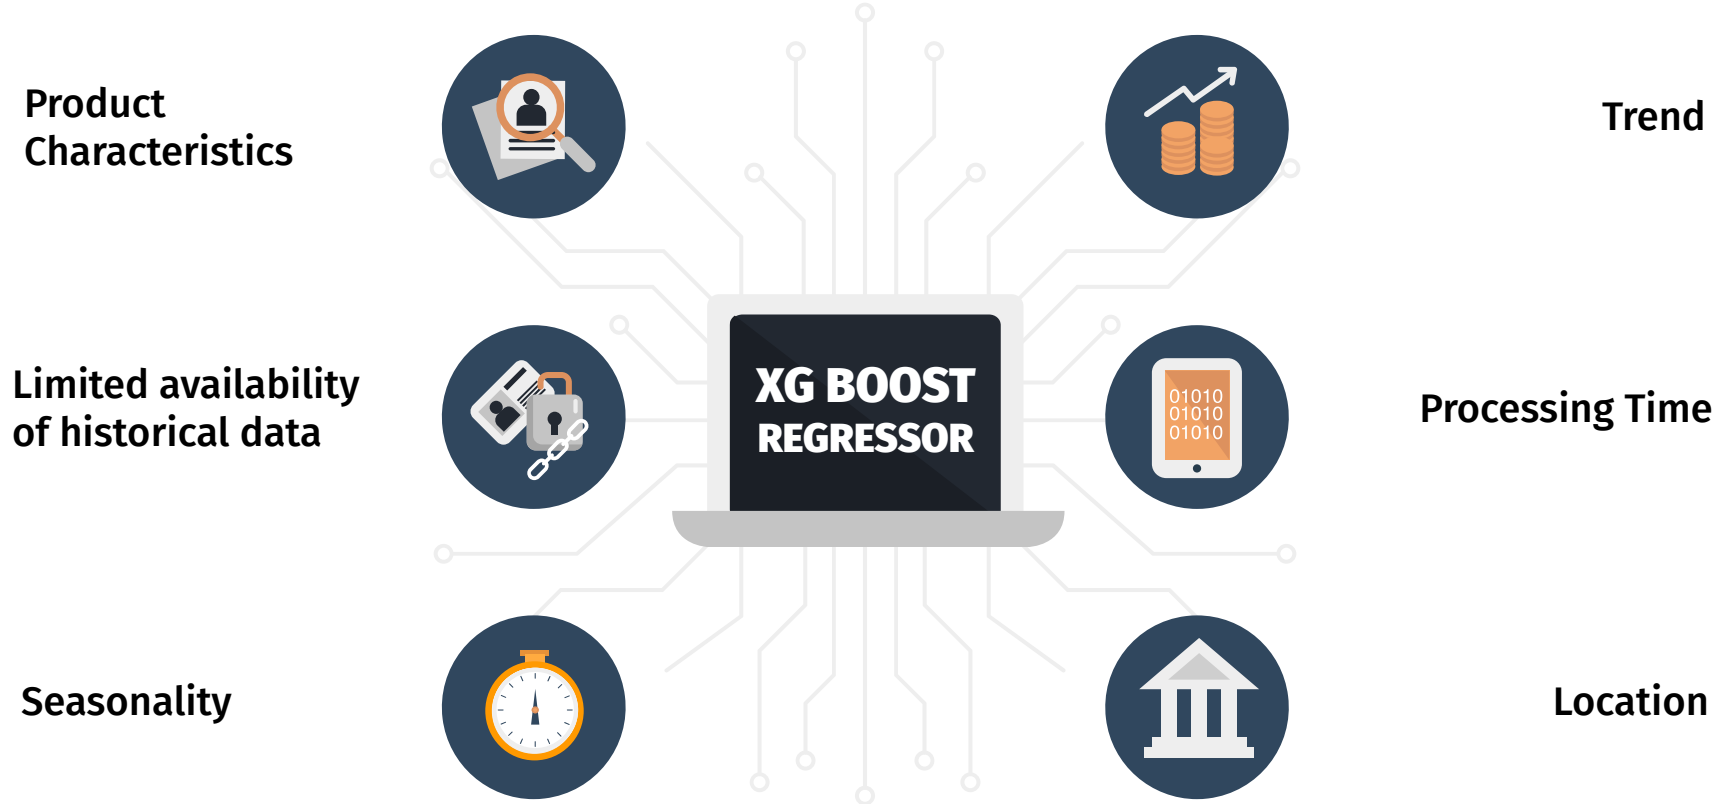 Product
Characteristics
Trend
Limited availability
of historical data
XG BOOST
REGRESSOR
01010
01010
01010
Processing Time
Seasonality
Location